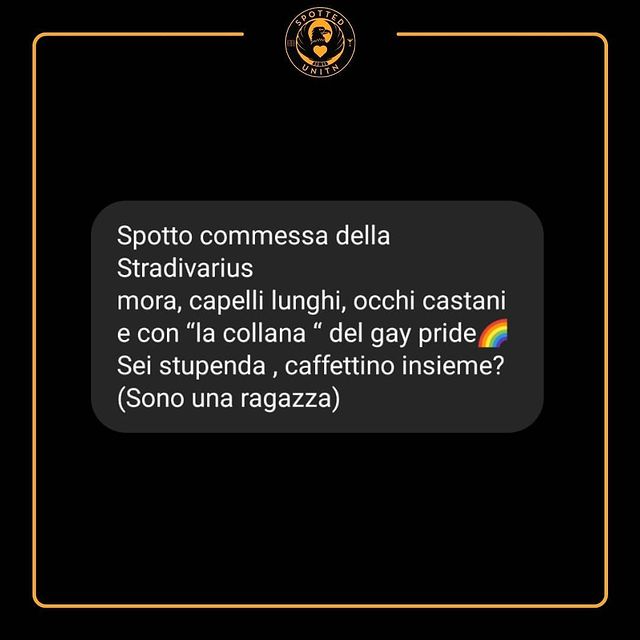 SPOTTED
UNITN
Spotto commessa della
Stradivarius
mora, capelli lunghi, occhi castani
e con “la collana “ del gay pride🌈
Sei stupenda , caffettino insieme?
(Sono una ragazza)